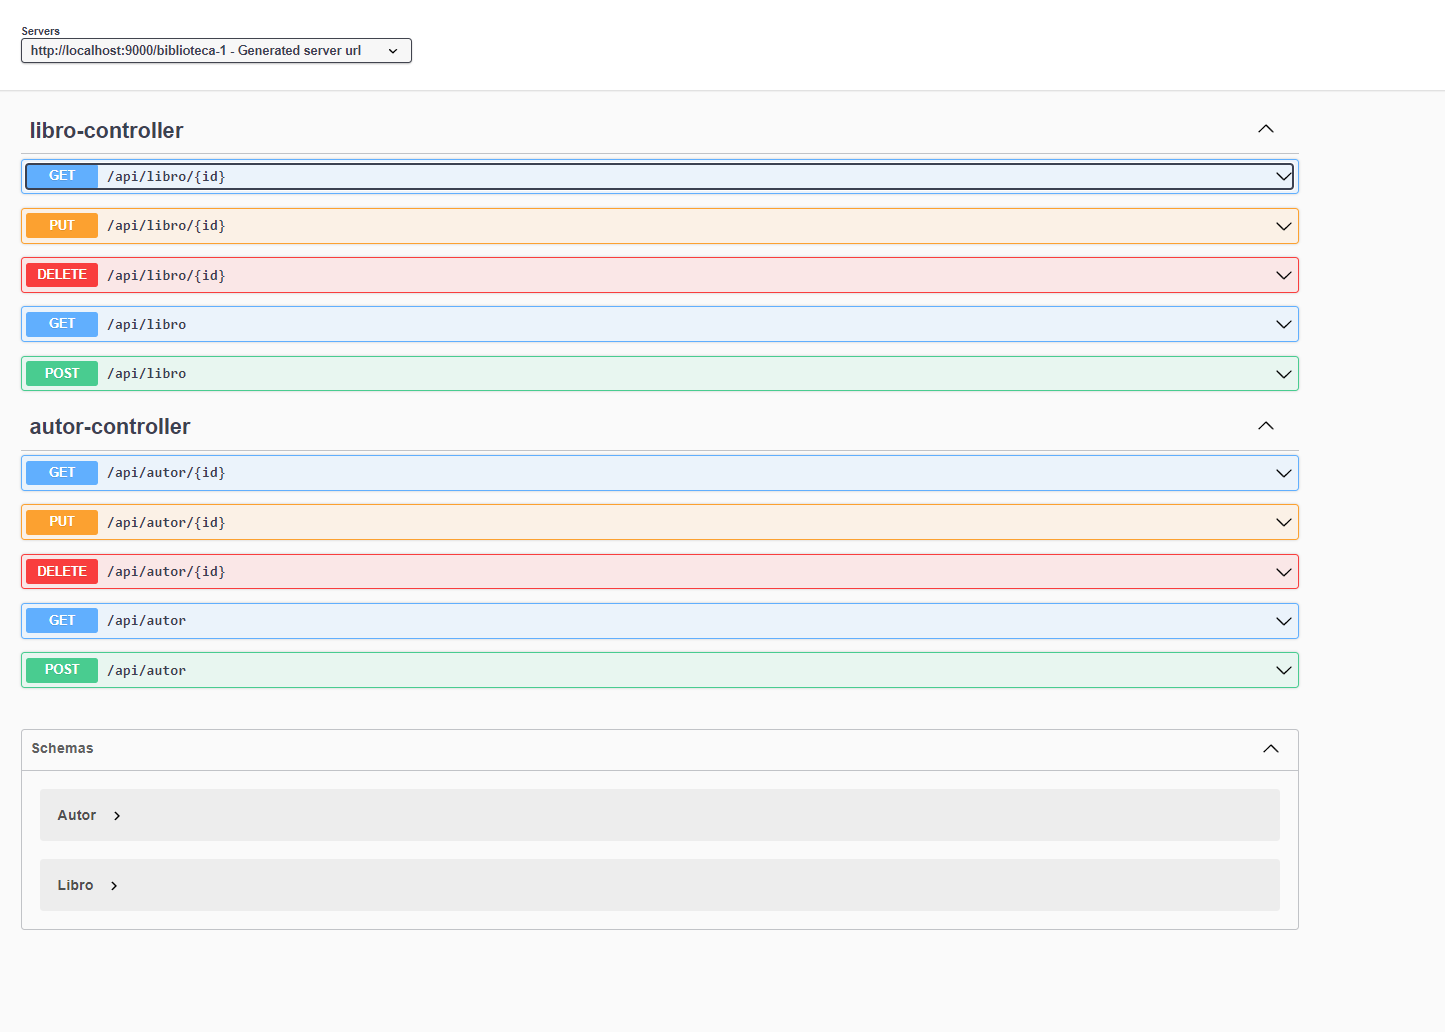 Servers
http://localhost:9000/biblioteca-1 - Generated server url
libro-controller
GET /api/libro/{id}
PUT /api/libro/{id}
DELETE /api/libro/{id}
GET /api/libro
POST /api/libro
autor-controller
GET /api/autor/{id}
PUT /api/autor/{id}
DELETE /api/autor/{id}
GET /api/autor
POST /api/autor
Schemas
Autor
Libro